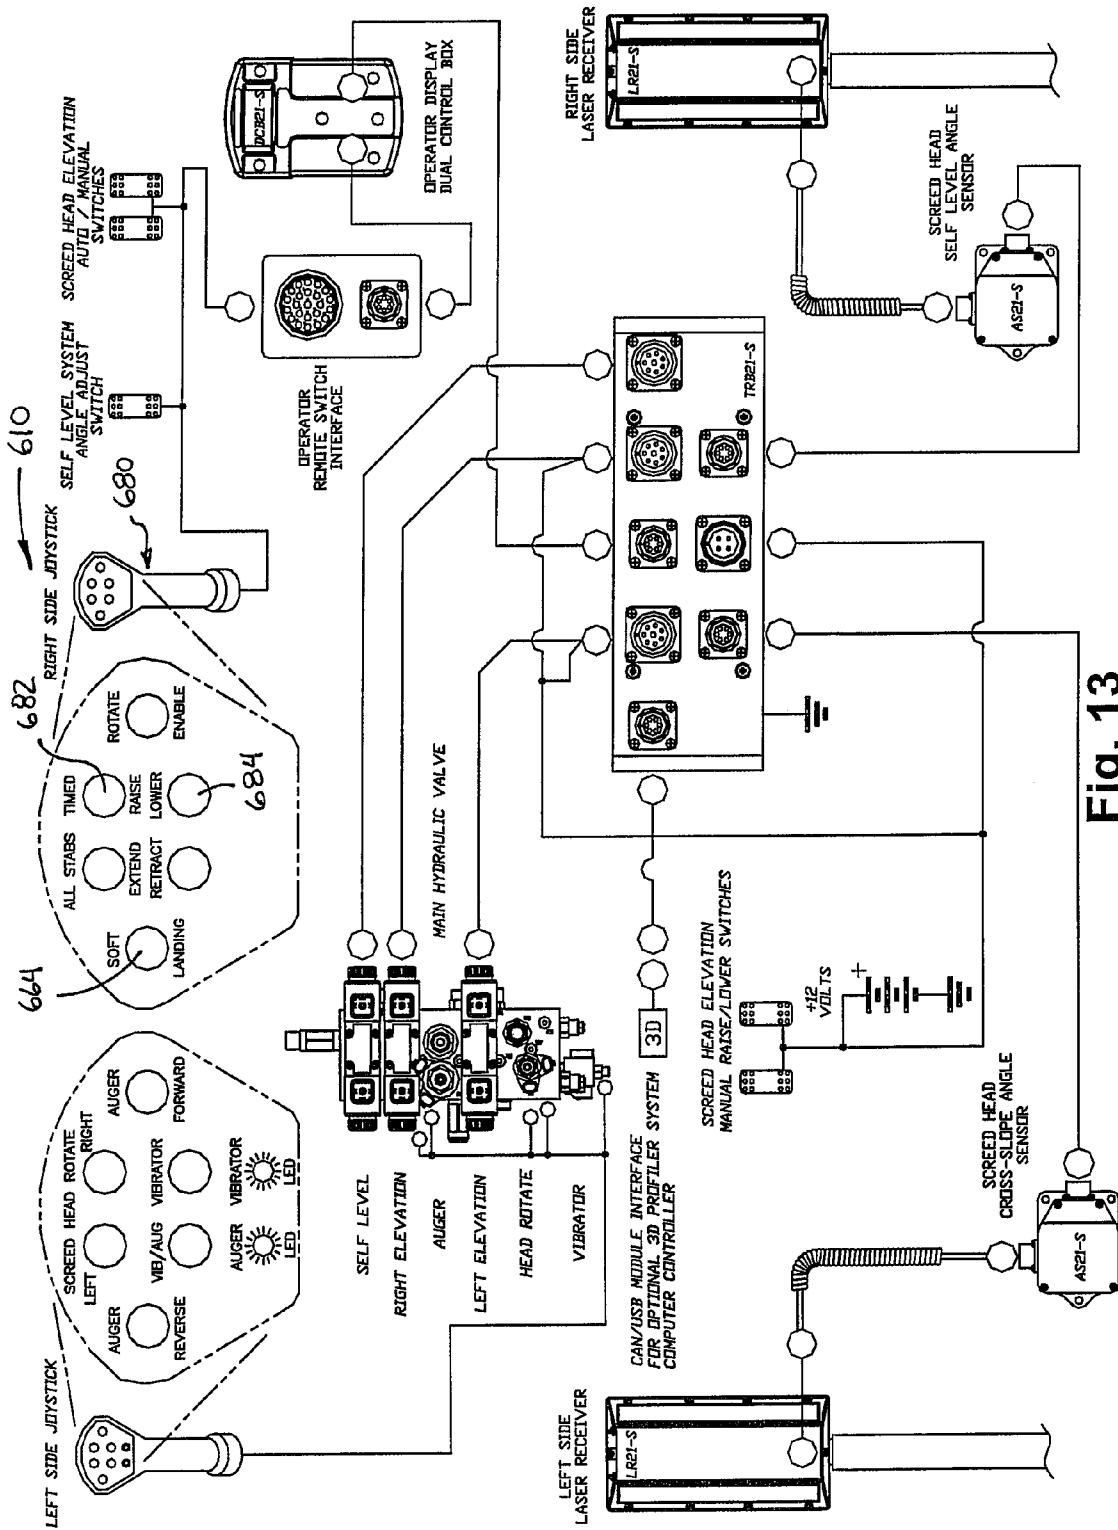 LEFT SIDE JOYSTICK
AUGER
REVERSE
SCREED HEAD ROTATE
LEFT
RIGHT
VIB/AUG
VIBRATOR
AUGER
FORWARD
AUGER
LED
VIBRATOR
LED
664
SOFT
LANDING
ALL STABS
EXTEND
RETRACT
682
TIMED
RAISE
LOWER
684
ROTATE
ENABLE
RIGHT SIDE JOYSTICK
680
610
SELF LEVEL SYSTEM
ANGLE ADJUST
SWITCH
SCREED HEAD ELEVATION
AUTO / MANUAL
SWITCHES
OPERATOR
REMOTE SWITCH
INTERFACE
DCB21-S
OPERATOR DISPLAY
DUAL CONTROL BOX
SELF LEVEL
RIGHT ELEVATION
AUGER
LEFT ELEVATION
HEAD ROTATE
VIBRATOR
MAIN HYDRAULIC VALVE
CAN/USB MODULE INTERFACE
FOR OPTIONAL 3D PROFILER SYSTEM
COMPUTER CONTROLLER
3D
SCREED HEAD ELEVATION
MANUAL RAISE/LOWER SWITCHES
+12
VOLTS
+
TRB21-S
LEFT SIDE
LASER RECEIVER
LR21-S
RIGHT SIDE
LASER RECEIVER
LR21-S
SCREED HEAD
CROSS-SLOPE ANGLE
SENSOR
AS21-S
SCREED HEAD
SELF LEVEL ANGLE
SENSOR
AS21-S
Fig. 13